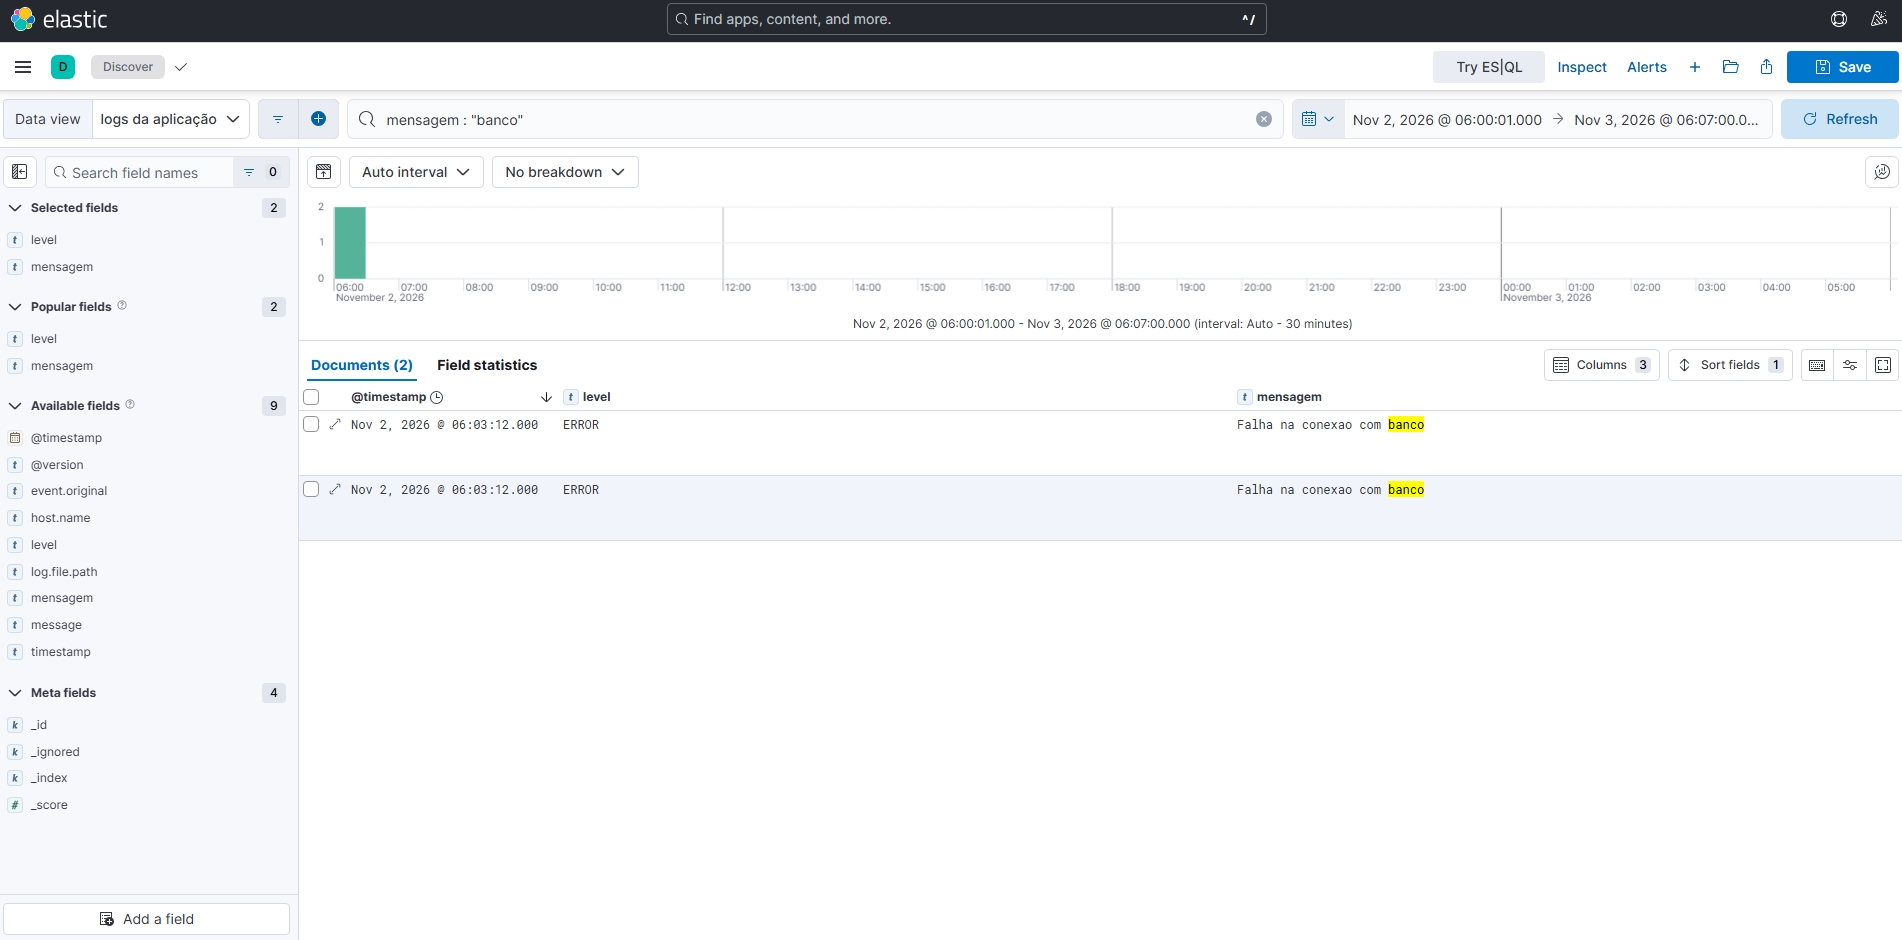 elastic
Find apps, content, and more.
^/
D
Discover
Try ES|QL
Inspect
Alerts
Save
Data view
logs da aplicação
mensagem : "banco"
Nov 2, 2026 @ 06:00:01.000 → Nov 3, 2026 @ 06:07:00.0...
Refresh
Search field names
0
Auto interval
No breakdown
Selected fields 2
t level
t mensagem
Popular fields 2
t level
t mensagem
Available fields 9
@timestamp
t @version
t event.original
t host.name
t level
t log.file.path
t mensagem
t message
t timestamp
Meta fields 4
k _id
k _ignored
k _index
# _score
Add a field
2
1
0
06:00 07:00 08:00 09:00 10:00 11:00 12:00 13:00 14:00 15:00 16:00 17:00 18:00 19:00 20:00 21:00 22:00 23:00 00:00 01:00 02:00 03:00 04:00 05:00
November 2, 2026 November 3, 2026
Nov 2, 2026 @ 06:00:01.000 - Nov 3, 2026 @ 06:07:00.000 (interval: Auto - 30 minutes)
Documents (2) Field statistics
Columns 3
Sort fields 1
@timestamp t level t mensagem
Nov 2, 2026 @ 06:03:12.000 ERROR Falha na conexao com banco
Nov 2, 2026 @ 06:03:12.000 ERROR Falha na conexao com banco